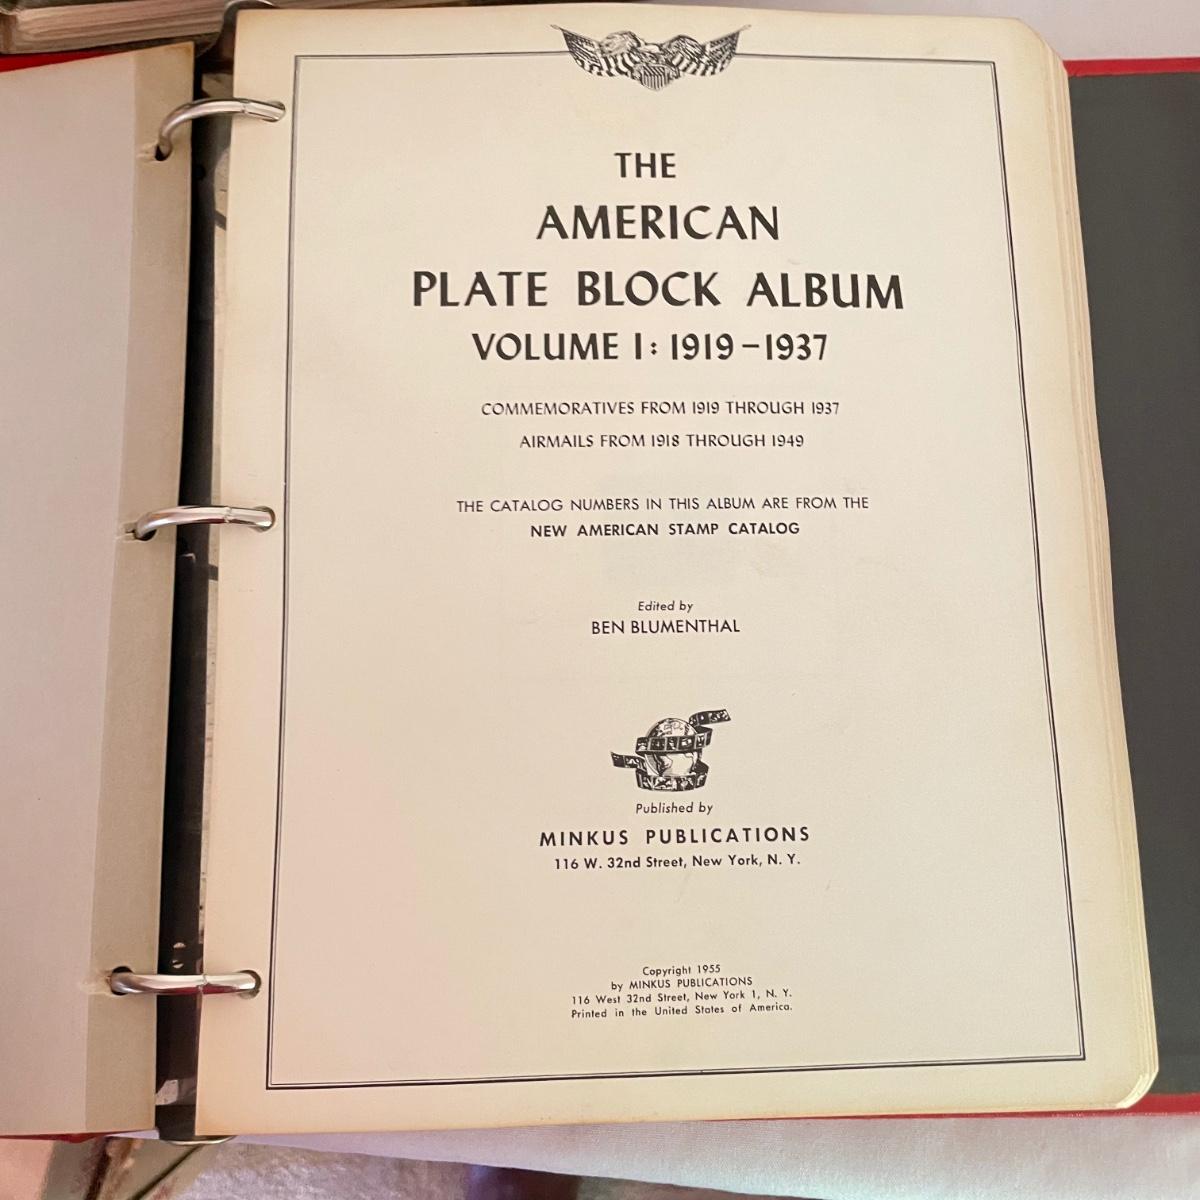 THE
AMERICAN
PLATE BLOCK ALBUM
VOLUME I: 1919-1937
COMMEMORATIVES FROM 1919 THROUGH 1937
AIRMAILS FROM 1918 THROUGH 1949
THE CATALOG NUMBERS IN THIS ALBUM ARE FROM THE
NEW AMERICAN STAMP CATALOG
Edited by
BEN BLUMENTHAL
Published by
MINKUS PUBLICATIONS
116 W. 32nd Street, New York, N. Y.
Copyright 1955
by MINKUS PUBLICATIONS
116 West 32nd Street, New York 1, N. Y.
Printed in the United States of America.